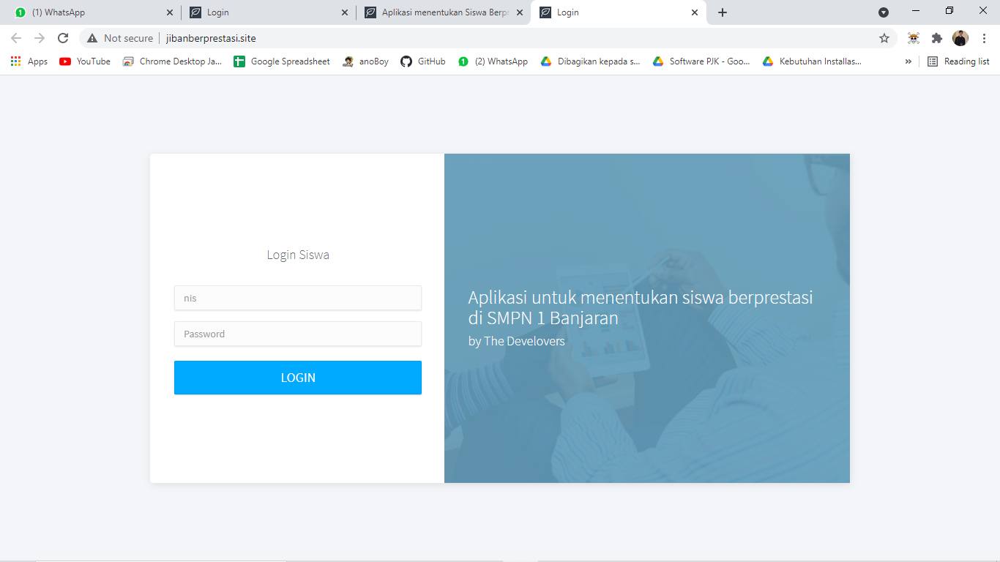 (1) WhatsApp
Login
Aplikasi menentukan Siswa Berpr
Login
Not secure
jibanberprestasi.site
Apps
YouTube
Chrome Desktop Ja...
Google Spreadsheet
anoBoy
GitHub
(2) WhatsApp
Dibagikan kepada s...
Software PJK - Goo...
Kebutuhan Installas...
»
Reading list
Login Siswa
nis
Password
LOGIN
Aplikasi untuk menentukan siswa berprestasi
di SMPN 1 Banjaran
by The Develovers